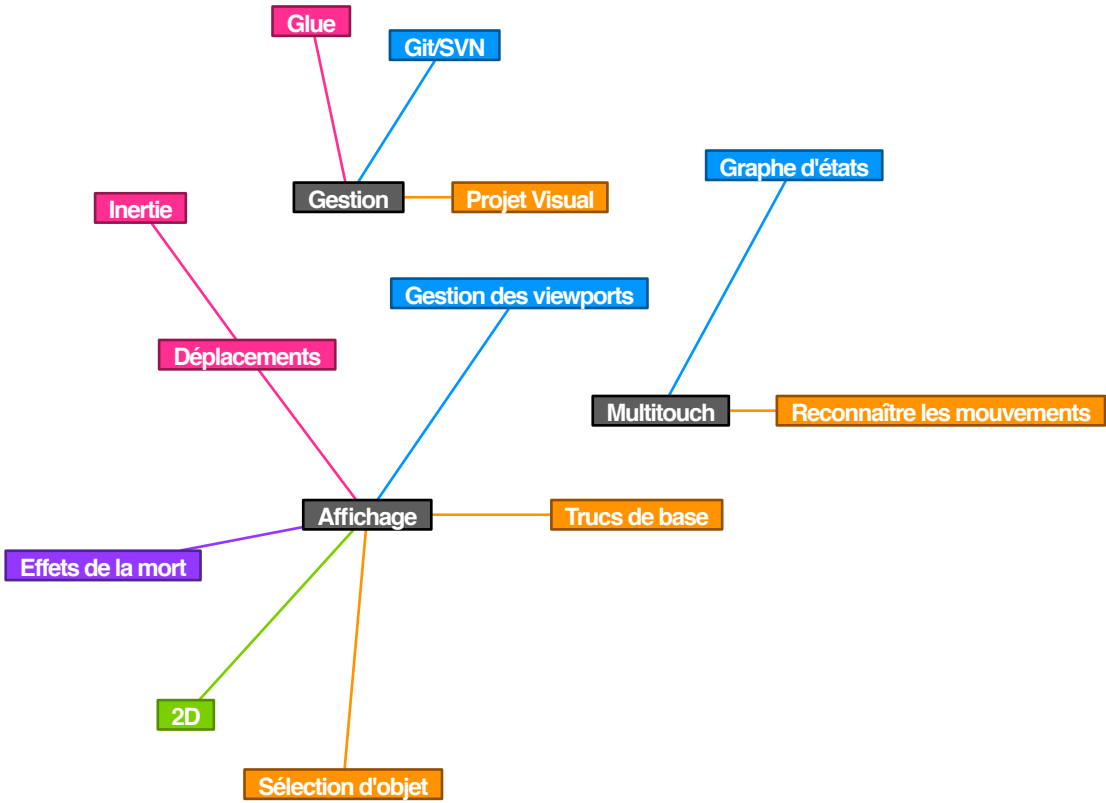 Glue
Git/SVN
Graphe d'états
Gestion
Projet Visual
Inertie
Gestion des viewports
Déplacements
Multitouch
Reconnaître les mouvements
Affichage
Trucs de base
Effets de la mort
2D
Sélection d'objet